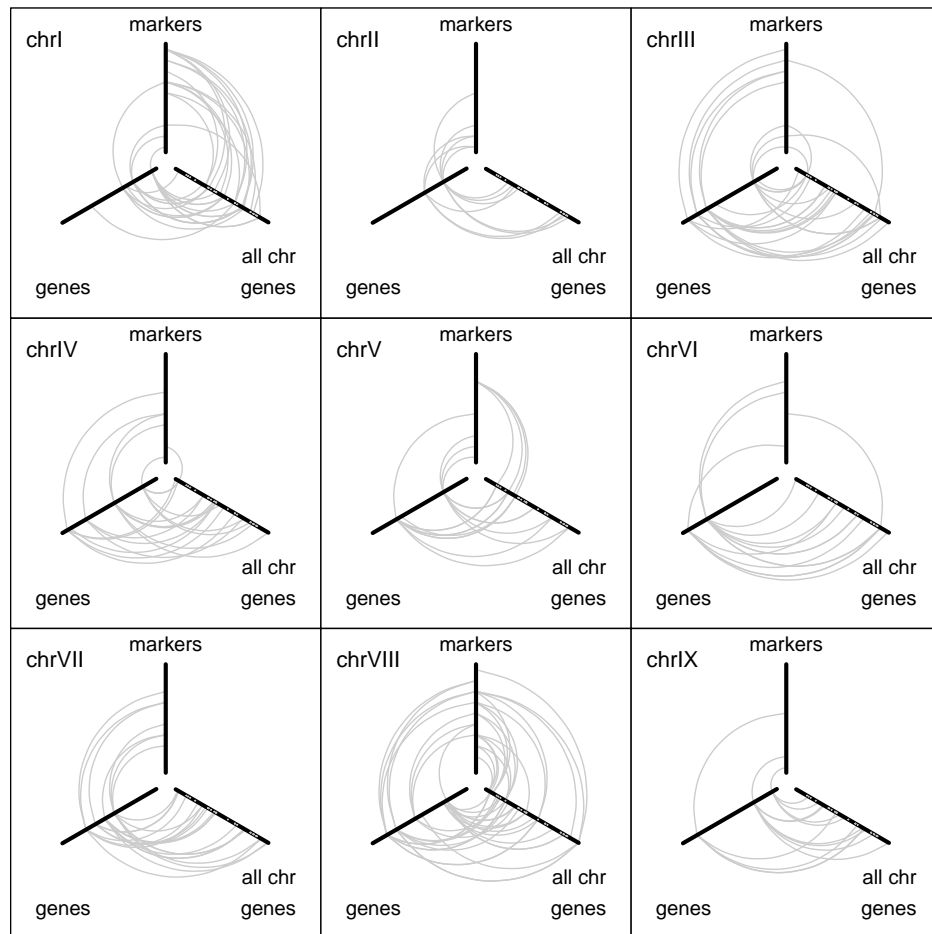 chrI
markers
genes
all chr
genes
chrII
markers
genes
all chr
genes
chrIII
markers
genes
all chr
genes
chrIV
markers
genes
all chr
genes
chrV
markers
genes
all chr
genes
chrVI
markers
genes
all chr
genes
chrVII
markers
genes
all chr
genes
chrVIII
markers
genes
all chr
genes
chrIX
markers
genes
all chr
genes